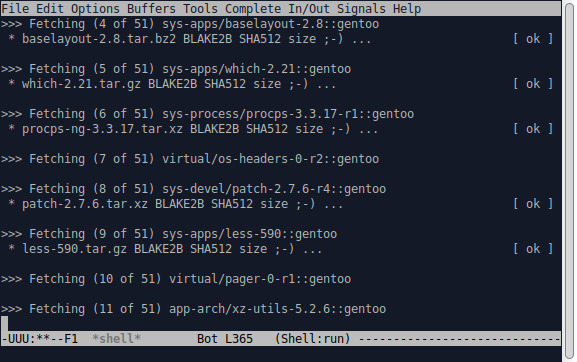 File Edit Options Buffers Tools Complete In/Out Signals Help
>>> Fetching (4 of 51) sys-apps/baselayout-2.8::gentoo
 * baselayout-2.8.tar.bz2 BLAKE2B SHA512 size ;-) ...                    [ ok ]
>>> Fetching (5 of 51) sys-apps/which-2.21::gentoo
 * which-2.21.tar.gz BLAKE2B SHA512 size ;-) ...                         [ ok ]
>>> Fetching (6 of 51) sys-process/procps-3.3.17-r1::gentoo
 * procps-ng-3.3.17.tar.xz BLAKE2B SHA512 size ;-) ...                   [ ok ]
>>> Fetching (7 of 51) virtual/os-headers-0-r2::gentoo
>>> Fetching (8 of 51) sys-devel/patch-2.7.6-r4::gentoo
 * patch-2.7.6.tar.xz BLAKE2B SHA512 size ;-) ...                        [ ok ]
>>> Fetching (9 of 51) sys-apps/less-590::gentoo
 * less-590.tar.gz BLAKE2B SHA512 size ;-) ...                           [ ok ]
>>> Fetching (10 of 51) virtual/pager-0-r1::gentoo
>>> Fetching (11 of 51) app-arch/xz-utils-5.2.6::gentoo
-UUU:**--F1  *shell*        Bot L365   (Shell:run) -----------------------------